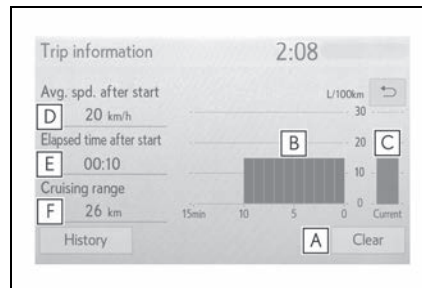 Trip information 2:08
Avg. spd. after start
L/100km
D 20 km/h
30
Elapsed time after start
B 20 C
E 00:10
10
Cruising range
0
F 26 km
15min 10 5 0 Current
History A Clear